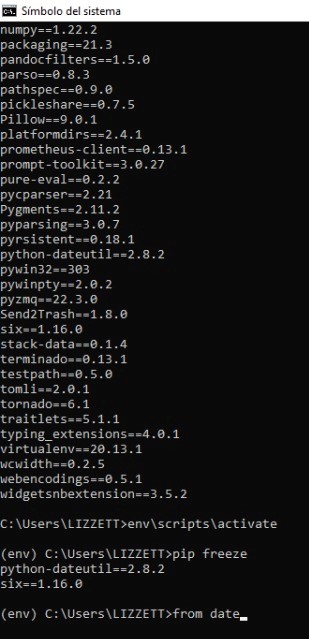 Símbolo del sistema
numpy==1.22.2
packaging==21.3
pandocfilters==1.5.0
parso==0.8.3
pathspec==0.9.0
pickleshare==0.7.5
Pillow==9.0.1
platformdirs==2.4.1
prometheus-client==0.13.1
prompt-toolkit==3.0.27
pure-eval==0.2.2
pycparser==2.21
Pygments==2.11.2
pyparsing==3.0.7
pyrsistent==0.18.1
python-dateutil==2.8.2
pywin32==303
pywinpty==2.0.2
pyzmq==22.3.0
Send2Trash==1.8.0
six==1.16.0
stack-data==0.1.4
terminado==0.13.1
testpath==0.5.0
tomli==2.0.1
tornado==6.1
traitlets==5.1.1
typing_extensions==4.0.1
virtualenv==20.13.1
wcwidth==0.2.5
webencodings==0.5.1
widgetsnbextension==3.5.2
C:\Users\LIZZETT>env\scripts\activate
(env) C:\Users\LIZZETT>pip freeze
python-dateutil==2.8.2
six==1.16.0
(env) C:\Users\LIZZETT>from date